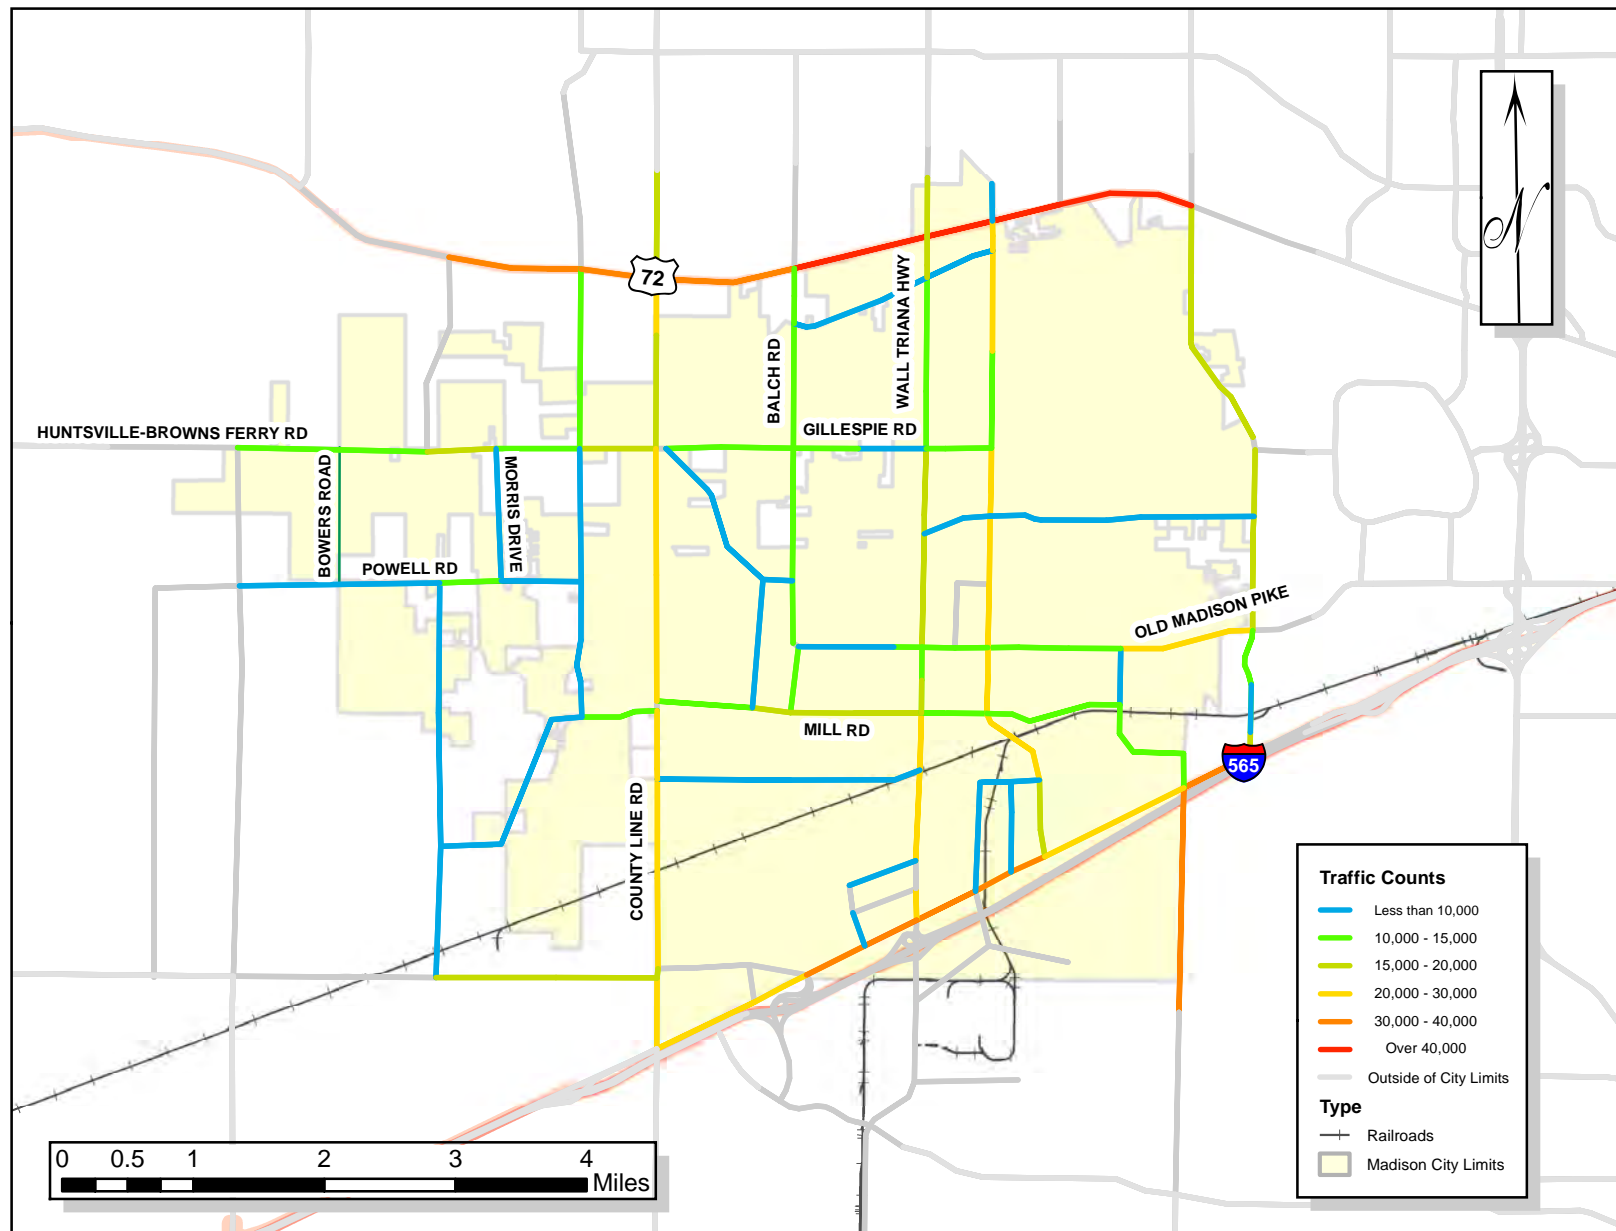 N
72
BALCH RD
WALL TRIANA HWY
HUNTSVILLE-BROWNS FERRY RD
GILLESPIE RD
BOWERS ROAD
MORRIS DRIVE
POWELL RD
OLD MADISON PIKE
MILL RD
COUNTY LINE RD
565
Traffic Counts
Less than 10,000
10,000 - 15,000
15,000 - 20,000
20,000 - 30,000
30,000 - 40,000
Over 40,000
Outside of City Limits
Type
Railroads
Madison City Limits
0 0.5 1 2 3 4
Miles